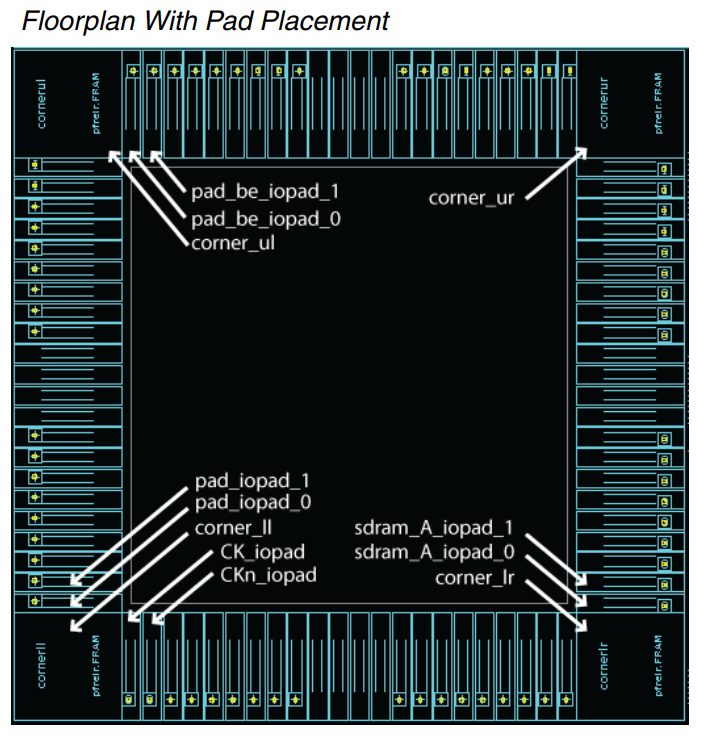 Floorplan With Pad Placement
cornerul
pfrelr.FRAM
cornerur
pfrelr.FRAM
pad_be_iopad_1
pad_be_iopad_0
corner_ul
corner_ur
pad_iopad_1
pad_iopad_0
corner_ll
CK_iopad
CKn_iopad
sdram_A_iopad_1
sdram_A_iopad_0
corner_lr
cornerll
pfrelr.FRAM
cornerlr
pfrelr.FRAM